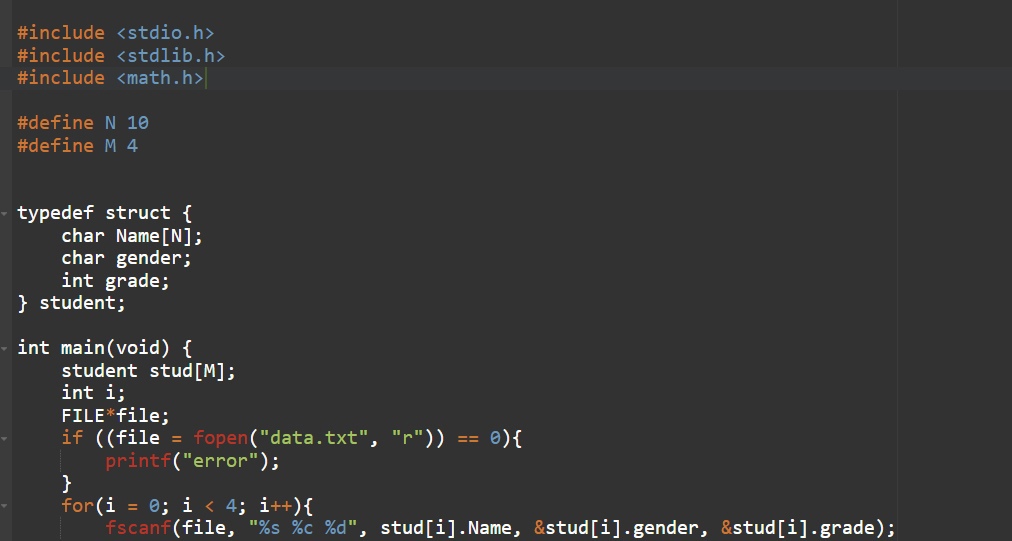 #include <stdio.h>
#include <stdlib.h>
#include <math.h>
#define N 10
#define M 4
typedef struct {
char Name[N];
char gender;
int grade;
} student;
int main(void) {
student stud[M];
int i;
FILE*file;
if ((file = fopen("data.txt", "r")) == 0){
printf("error");
}
for(i = 0; i < 4; i++){
fscanf(file, "%s %c %d", stud[i].Name, &stud[i].gender, &stud[i].grade);